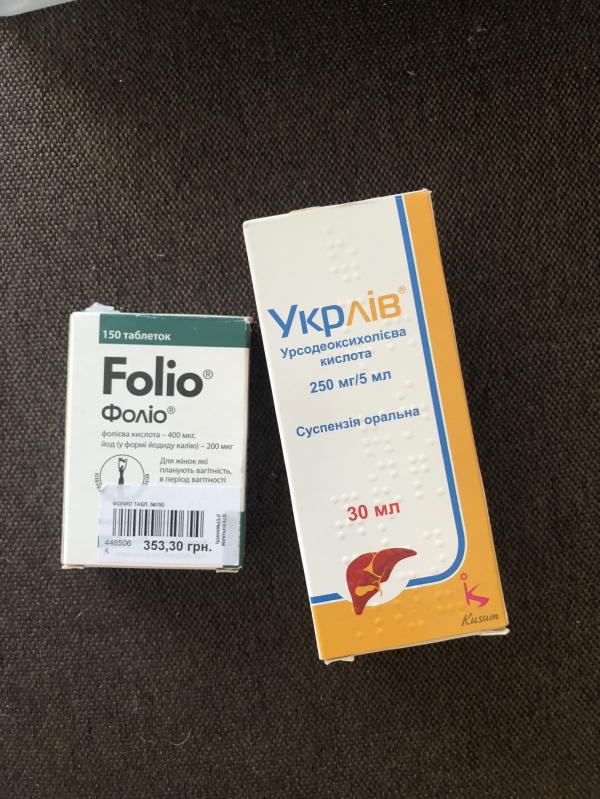 150 таблеток
Folio®
Фоліо®
фолієва кислота – 400 мкг,
йод (у формі йодиду калію) – 200 мкг
Для жінок які
планують вагітність,
в період вагітності
ФОЛИО ТАБЛ. №150
448506
5
353,30 грн.
Укрлів®
Урсодеоксихолієва
кислота
250 мг/5 мл
Суспензія оральна
30 мл
Kusum